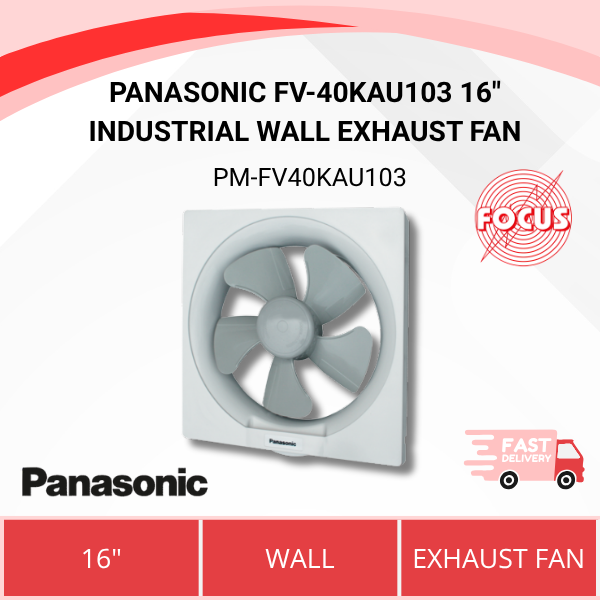 PANASONIC FV-40KAU103 16"
INDUSTRIAL WALL EXHAUST FAN
PM-FV40KAU103
FOCUS
Panasonic
FAST
DELIVERY
Panasonic
16"
WALL
EXHAUST FAN